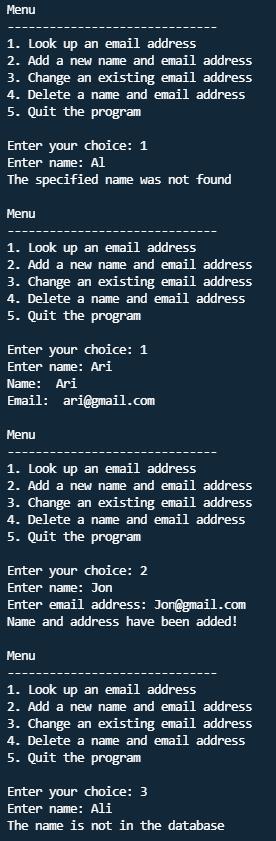 Menu
------------------------------
1. Look up an email address
2. Add a new name and email address
3. Change an existing email address
4. Delete a name and email address
5. Quit the program
Enter your choice: 1
Enter name: Al
The specified name was not found
Menu
------------------------------
1. Look up an email address
2. Add a new name and email address
3. Change an existing email address
4. Delete a name and email address
5. Quit the program
Enter your choice: 1
Enter name: Ari
Name:  Ari
Email:  ari@gmail.com
Menu
------------------------------
1. Look up an email address
2. Add a new name and email address
3. Change an existing email address
4. Delete a name and email address
5. Quit the program
Enter your choice: 2
Enter name: Jon
Enter email address: Jon@gmail.com
Name and address have been added!
Menu
------------------------------
1. Look up an email address
2. Add a new name and email address
3. Change an existing email address
4. Delete a name and email address
5. Quit the program
Enter your choice: 3
Enter name: Ali
The name is not in the database